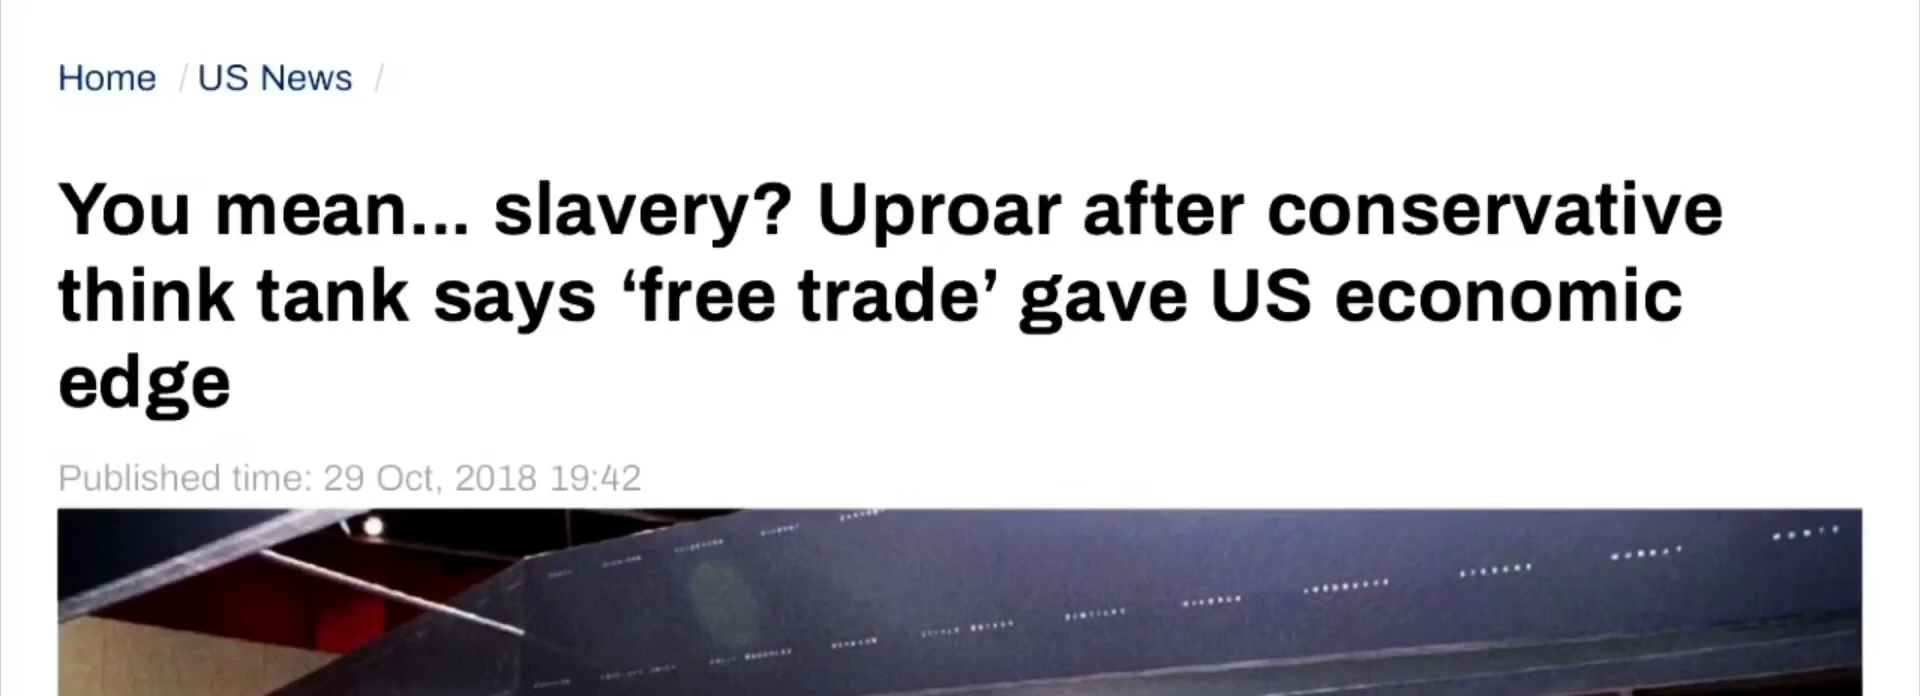 Home / US News /
You mean... slavery? Uproar after conservative
think tank says ‘free trade’ gave US economic
edge
Published time: 29 Oct, 2018 19:42